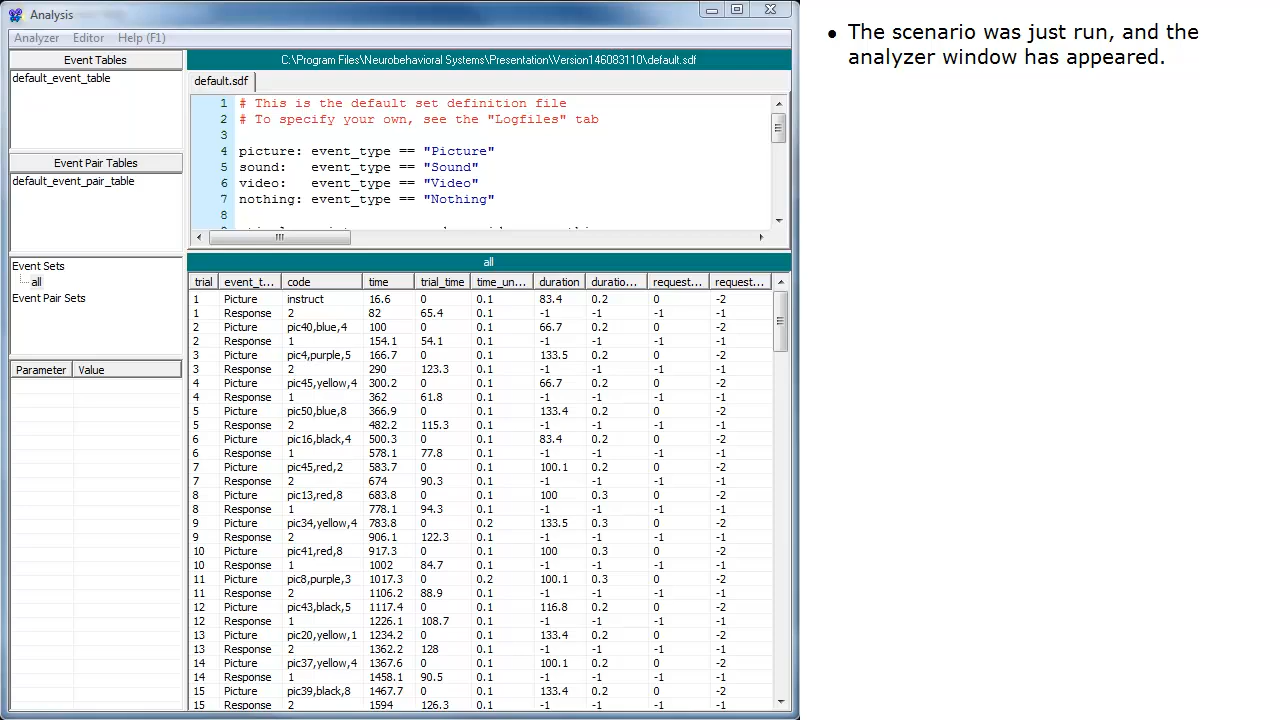 Analysis
Analyzer Editor Help (F1)
Event Tables
default_event_table
Event Pair Tables
default_event_pair_table
Event Sets
all
Event Pair Sets
Parameter Value
C:\Program Files\Neurobehavioral Systems\Presentation\Version146083110\default.sdf
default.sdf
1 # This is the default set definition file
2 # To specify your own, see the "Logfiles" tab
3
4 picture: event_type == "Picture"
5 sound: event_type == "Sound"
6 video: event_type == "Video"
7 nothing: event_type == "Nothing"
8
all
trial event_t... code time trial_time time_un... duration duratio... request... request...
1 Picture instruct 16.6 0 0.1 83.4 0.2 0 -2
1 Response 2 82 65.4 0.1 -1 -1 -1 -1
2 Picture pic40,blue,4 100 0 0.1 66.7 0.2 0 -2
2 Response 1 154.1 54.1 0.1 -1 -1 -1 -1
3 Picture pic4,purple,5 166.7 0 0.1 133.5 0.2 0 -2
3 Response 2 290 123.3 0.1 -1 -1 -1 -1
4 Picture pic45,yellow,4 300.2 0 0.1 66.7 0.2 0 -2
4 Response 1 362 61.8 0.1 -1 -1 -1 -1
5 Picture pic50,blue,8 366.9 0 0.1 133.4 0.2 0 -2
5 Response 2 482.2 115.3 0.1 -1 -1 -1 -1
6 Picture pic16,black,4 500.3 0 0.1 83.4 0.2 0 -2
6 Response 1 578.1 77.8 0.1 -1 -1 -1 -1
7 Picture pic45,red,2 583.7 0 0.1 100.1 0.2 0 -2
7 Response 2 674 90.3 0.1 -1 -1 -1 -1
8 Picture pic13,red,8 683.8 0 0.1 100 0.3 0 -2
8 Response 1 778.1 94.3 0.1 -1 -1 -1 -1
9 Picture pic34,yellow,4 783.8 0 0.2 133.5 0.3 0 -2
9 Response 2 906.1 122.3 0.1 -1 -1 -1 -1
10 Picture pic41,red,8 917.3 0 0.1 100 0.3 0 -2
10 Response 1 1002 84.7 0.1 -1 -1 -1 -1
11 Picture pic8,purple,3 1017.3 0 0.2 100.1 0.3 0 -2
11 Response 2 1106.2 88.9 0.1 -1 -1 -1 -1
12 Picture pic43,black,5 1117.4 0 0.1 116.8 0.2 0 -2
12 Response 1 1226.1 108.7 0.1 -1 -1 -1 -1
13 Picture pic20,yellow,1 1234.2 0 0.1 133.4 0.2 0 -2
13 Response 2 1362.2 128 0.1 -1 -1 -1 -1
14 Picture pic37,yellow,4 1367.6 0 0.1 100.1 0.2 0 -2
14 Response 1 1458.1 90.5 0.1 -1 -1 -1 -1
15 Picture pic39,black,8 1467.7 0 0.1 133.4 0.2 0 -2
15 Response 2 1594 126.3 0.1 -1 -1 -1 -1
• The scenario was just run, and the
analyzer window has appeared.